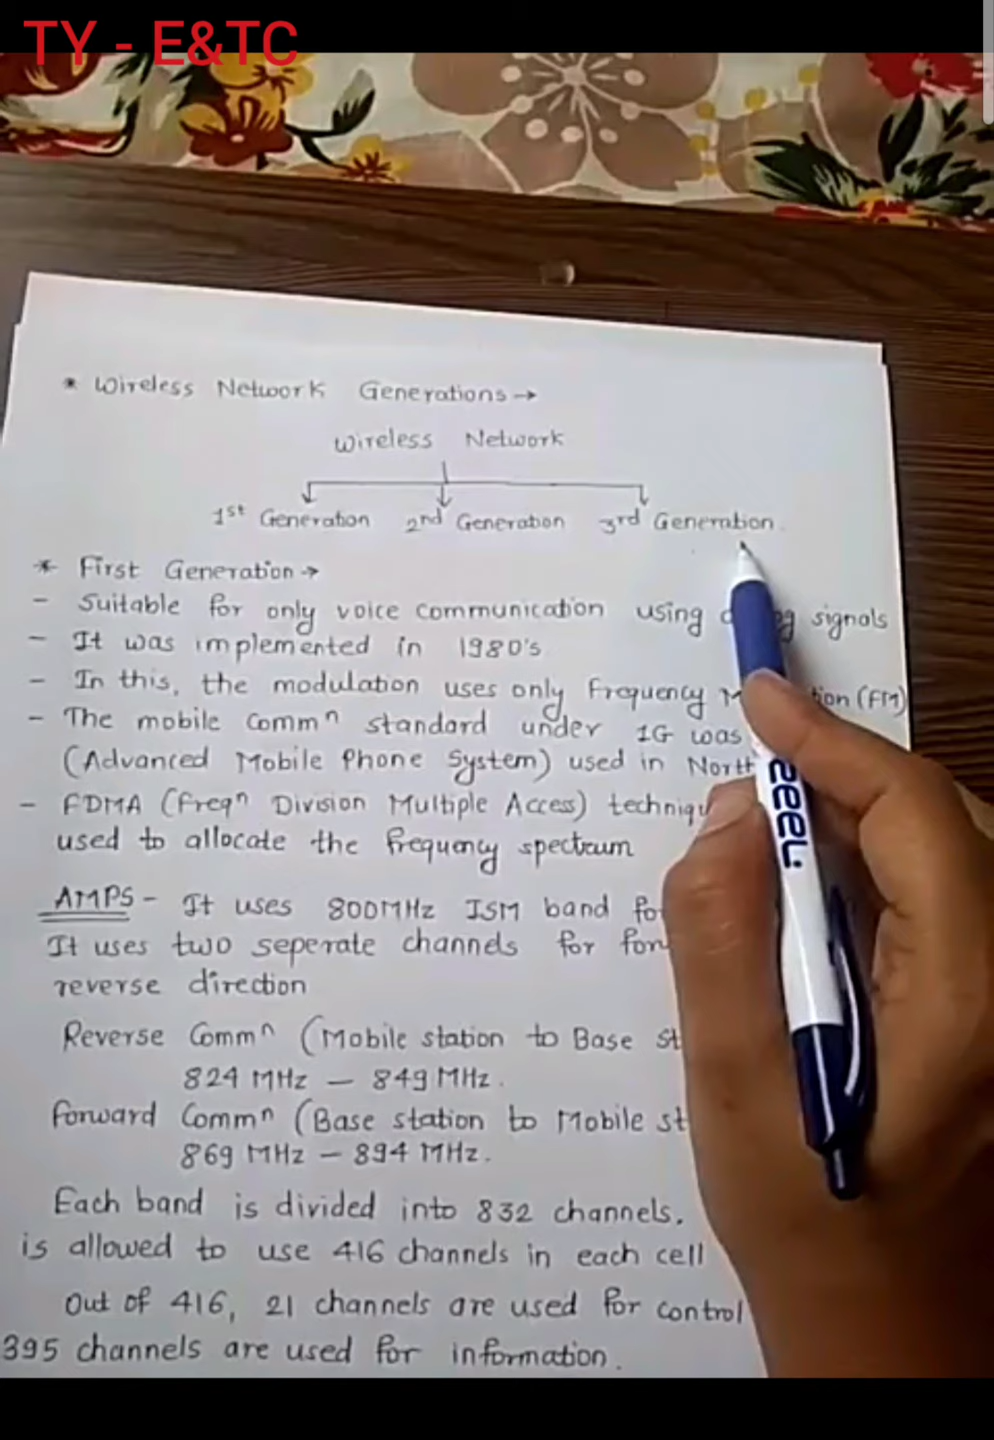 TY - E&TC
* Wireless Network Generations →
Wireless Network
1st Generation 2nd Generation 3rd Generation
* First Generation →
- Suitable for only voice communication using signals
- It was implemented in 1980's
- In this, the modulation uses only Frequency (FM)
- The mobile Commn standard under 1G was
(Advanced Mobile Phone System) used in
- FDMA (Freqn Division Multiple Access)
used to allocate the frequency spectrum
AMPS - It uses 800MHz ISM band
It uses two seperate channels for
reverse direction
Reverse Commn (Mobile station to Base
824 MHz - 849 MHz.
Forward Commn (Base station to Mobile
869 MHz - 894 MHz.
Each band is divided into 832 channels.
is allowed to use 416 channels in each cell
Out of 416, 21 channels are used for control
395 channels are used for information.
zeel.